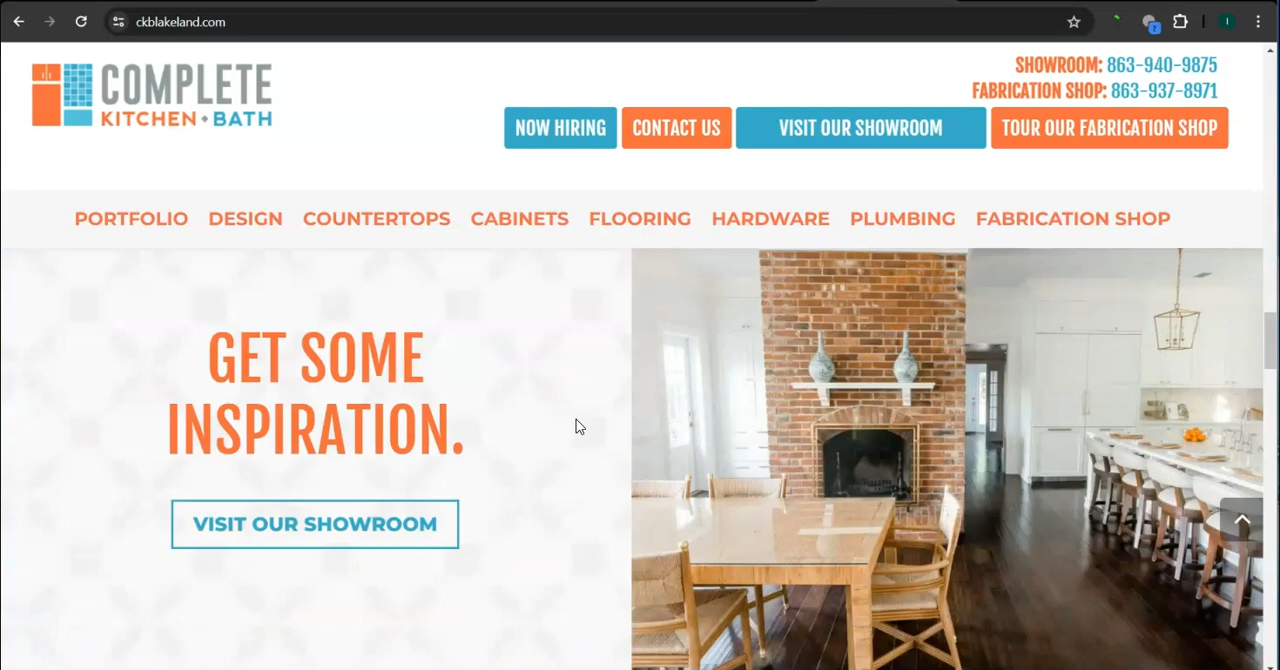 ckblakeland.com
COMPLETE
KITCHEN + BATH
SHOWROOM: 863-940-9875
FABRICATION SHOP: 863-937-8971
NOW HIRING
CONTACT US
VISIT OUR SHOWROOM
TOUR OUR FABRICATION SHOP
PORTFOLIO
DESIGN
COUNTERTOPS
CABINETS
FLOORING
HARDWARE
PLUMBING
FABRICATION SHOP
GET SOME
INSPIRATION.
VISIT OUR SHOWROOM